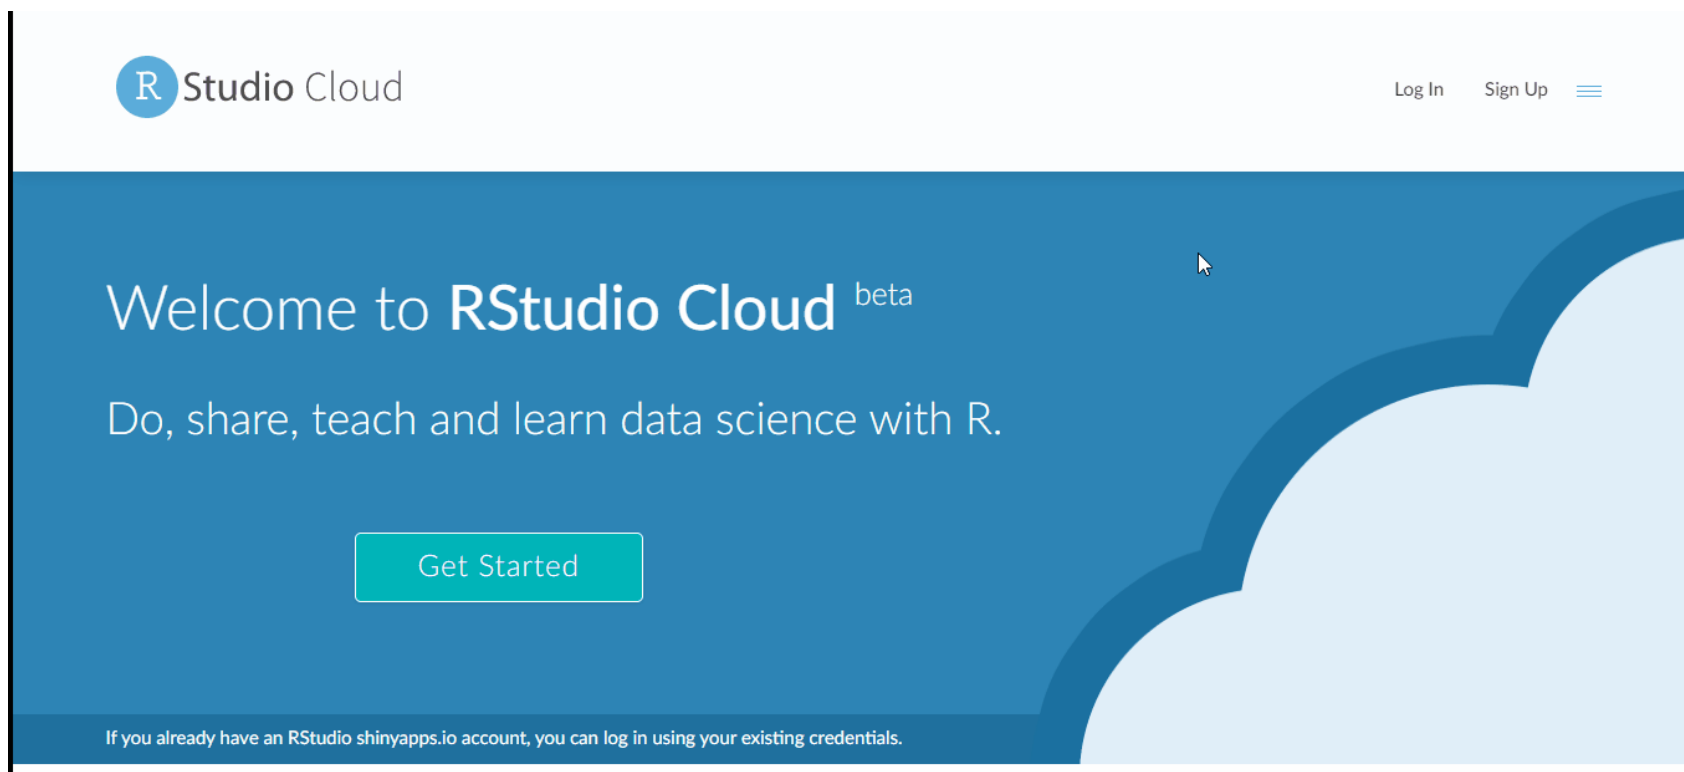 R Studio Cloud
Log In Sign Up
Welcome to RStudio Cloud beta
Do, share, teach and learn data science with R.
Get Started
If you already have an RStudio shinyapps.io account, you can log in using your existing credentials.